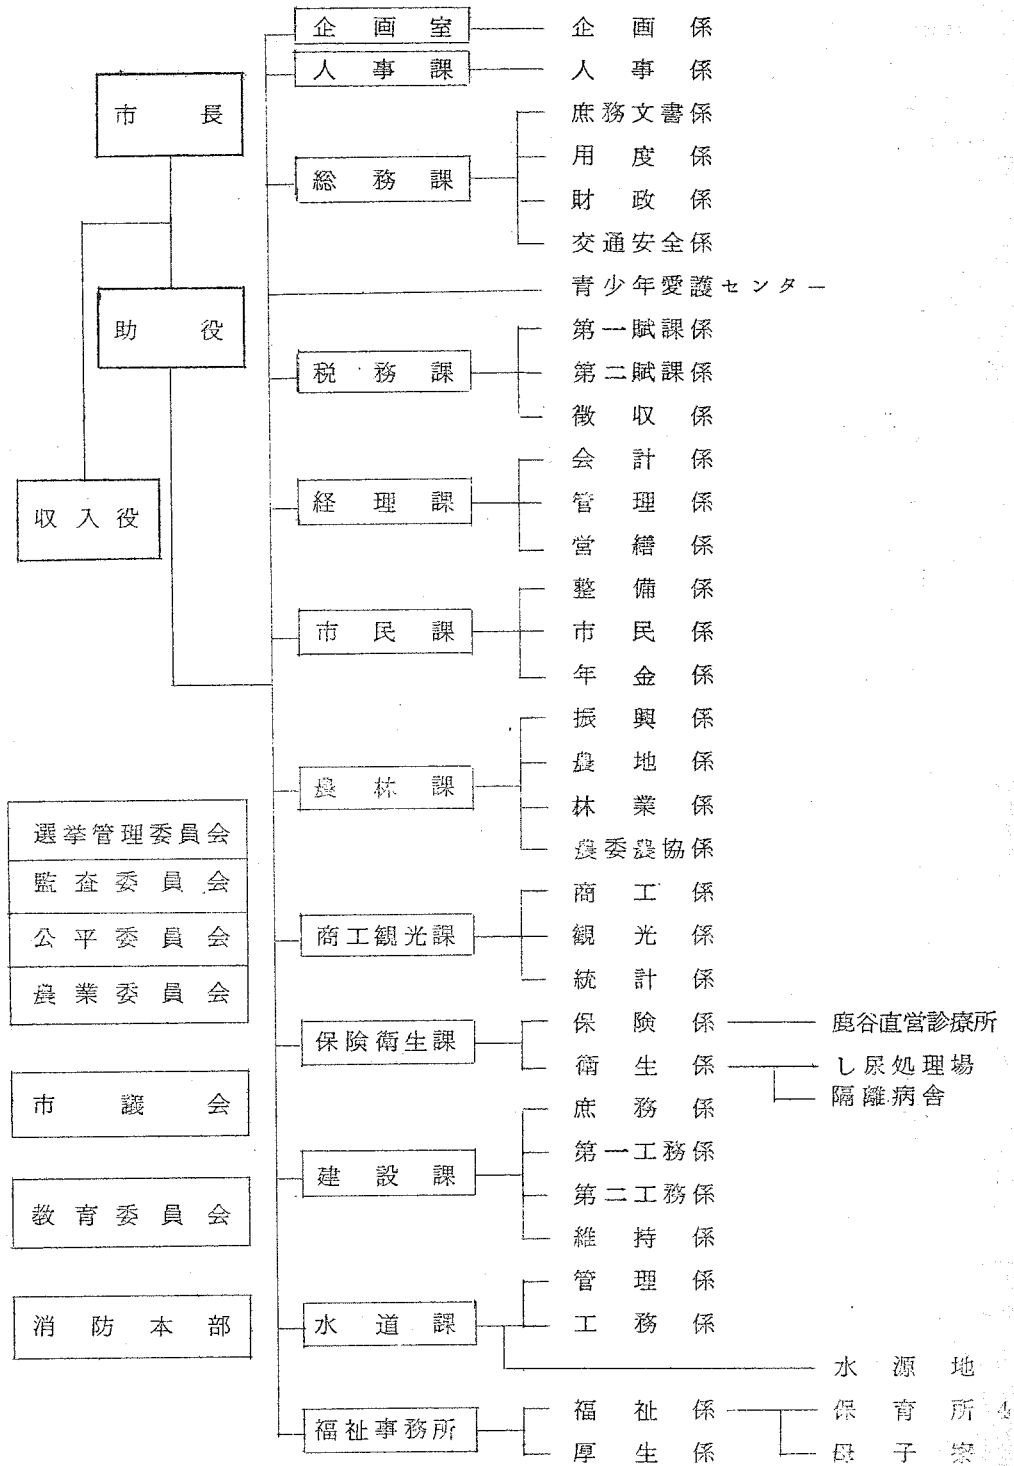 市長
助役
収入役
選挙管理委員会
監査委員会
公平委員会
農業委員会
市議会
教育委員会
消防本部
企画室
企画係
人事課
人事係
総務課
庶務文書係
用度係
財政係
交通安全係
青少年愛護センター
税務課
第一賦課係
第二賦課係
徴収係
経理課
会計係
管理係
営繕係
市民課
整備係
市民係
年金係
農林課
振興係
農地係
林業係
農委農協係
商工観光課
商工係
観光係
統計係
保険衛生課
保険係
鹿谷直営診療所
衛生係
し尿処理場
隔離病舎
建設課
庶務係
第一工務係
第二工務係
維持係
水道課
管理係
工務係
水源地
福祉事務所
福祉係
保育所
母子寮
厚生係